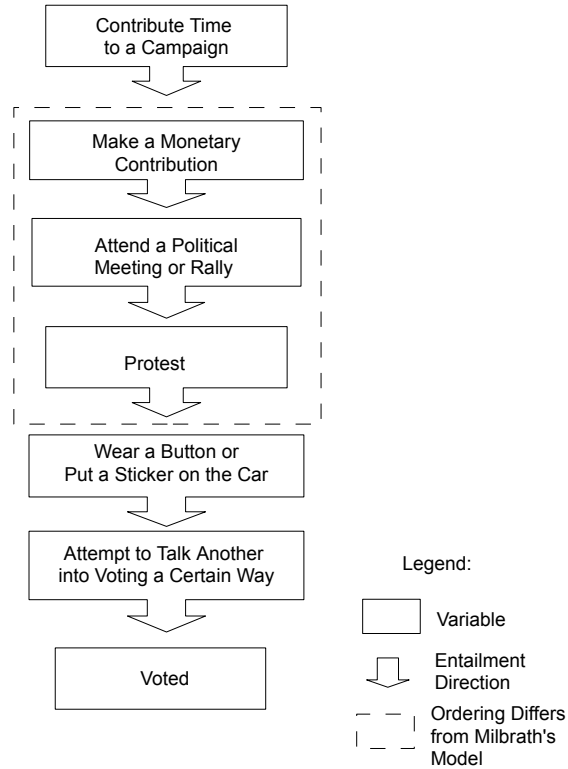 Contribute Time
to a Campaign
Make a Monetary
Contribution
Attend a Political
Meeting or Rally
Protest
Wear a Button or
Put a Sticker on the Car
Attempt to Talk Another
into Voting a Certain Way
Voted
Legend:
Variable
Entailment
Direction
Ordering Differs
from Milbrath's
Model